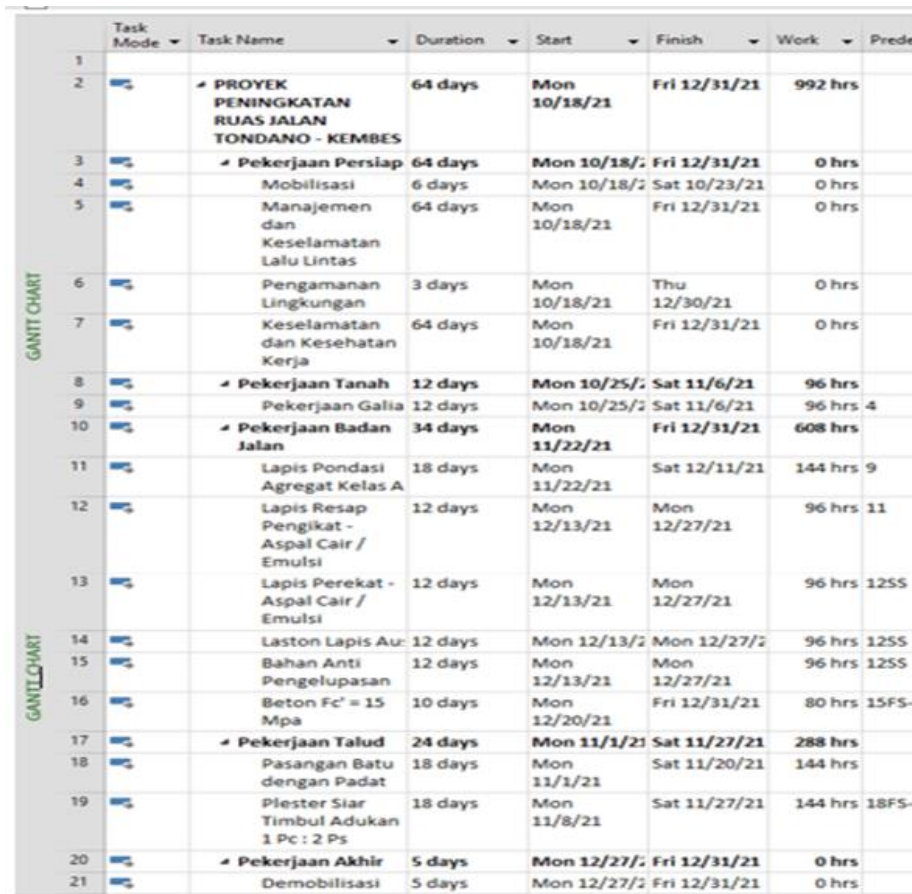 Task Mode Task Name Duration Start Finish Work Prede
1
2 PROYEK PENINGKATAN RUAS JALAN TONDANO - KEMBES 64 days Mon 10/18/21 Fri 12/31/21 992 hrs
3 Pekerjaan Persiap 64 days Mon 10/18/2 Fri 12/31/21 0 hrs
4 Mobilisasi 6 days Mon 10/18/2 Sat 10/23/21 0 hrs
5 Manajemen dan Keselamatan Lalu Lintas 64 days Mon 10/18/21 Fri 12/31/21 0 hrs
6 Pengamanan Lingkungan 3 days Mon 10/18/21 Thu 12/30/21 0 hrs
7 Keselamatan dan Kesehatan Kerja 64 days Mon 10/18/21 Fri 12/31/21 0 hrs
8 Pekerjaan Tanah 12 days Mon 10/25/2 Sat 11/6/21 96 hrs
9 Pekerjaan Galia 12 days Mon 10/25/2 Sat 11/6/21 96 hrs 4
10 Pekerjaan Badan Jalan 34 days Mon 11/22/21 Fri 12/31/21 608 hrs
11 Lapis Pondasi Agregat Kelas A 18 days Mon 11/22/21 Sat 12/11/21 144 hrs 9
12 Lapis Resap Pengikat - Aspal Cair / Emulsi 12 days Mon 12/13/21 Mon 12/27/21 96 hrs 11
13 Lapis Perekat - Aspal Cair / Emulsi 12 days Mon 12/13/21 Mon 12/27/21 96 hrs 12SS
14 Laston Lapis Au 12 days Mon 12/13/2 Mon 12/27/2 96 hrs 12SS
15 Bahan Anti Pengelupasan 12 days Mon 12/13/21 Mon 12/27/21 96 hrs 12SS
16 Beton Fc' = 15 Mpa 10 days Mon 12/20/21 Fri 12/31/21 80 hrs 15FS-
17 Pekerjaan Talud 24 days Mon 11/1/21 Sat 11/27/21 288 hrs
18 Pasangan Batu dengan Padat 18 days Mon 11/1/21 Sat 11/20/21 144 hrs
19 Plester Siar Timbul Adukan 1 Pc : 2 Ps 18 days Mon 11/8/21 Sat 11/27/21 144 hrs 18FS-
20 Pekerjaan Akhir 5 days Mon 12/27/2 Fri 12/31/21 0 hrs
21 Demobilisasi 5 days Mon 12/27/2 Fri 12/31/21 0 hrs
GANTT CHART
GANTT CHART